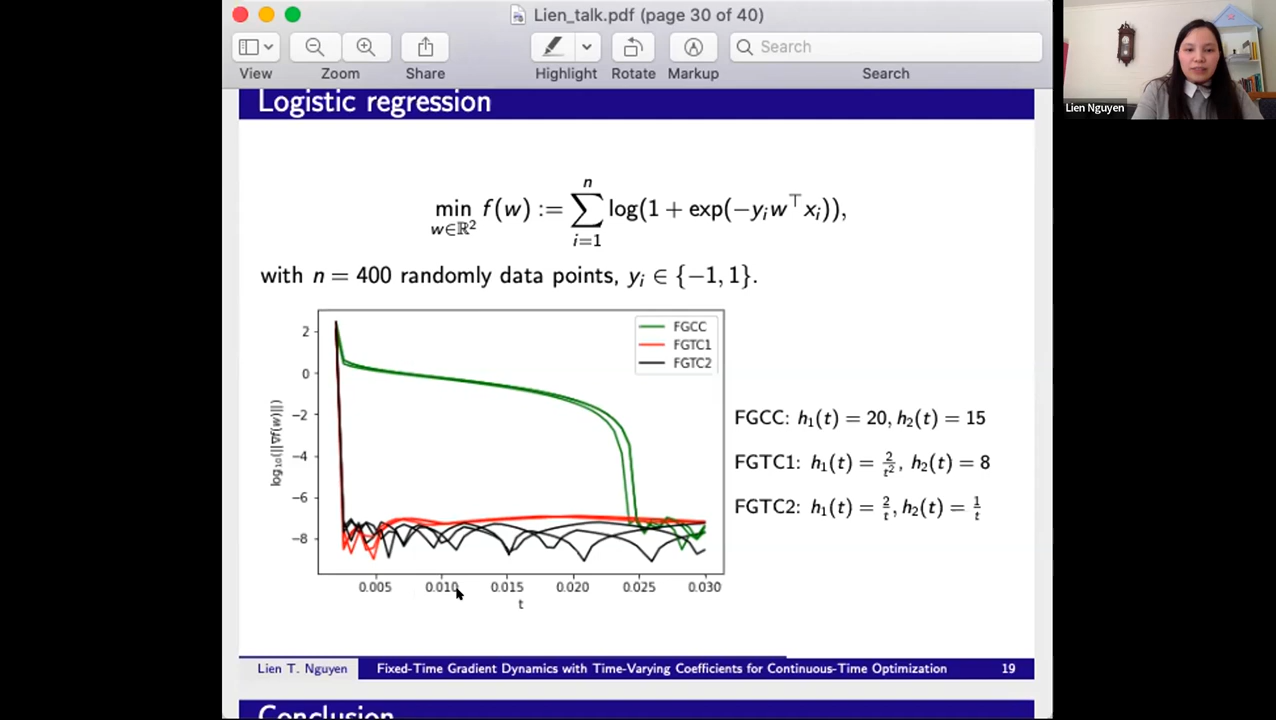 Lien_talk.pdf (page 30 of 40)
View
Zoom
Share
Highlight
Rotate
Markup
Search
Search
Lien Nguyen
Logistic regression
min f(w) := ∑ log(1 + exp(−yᵢw⊤xᵢ)),
w∈ℝ² i=1 n
with n = 400 randomly data points, yᵢ ∈ {−1, 1}.
FGCC
FGTC1
FGTC2
2
0
−2
−4
−6
−8
log₁₀(||∇f(w)||)
0.005 0.010 0.015 0.020 0.025 0.030
t
FGCC: h₁(t) = 20, h₂(t) = 15
FGTC1: h₁(t) = 2/t², h₂(t) = 8
FGTC2: h₁(t) = 2/t, h₂(t) = 1/t
Lien T. Nguyen Fixed-Time Gradient Dynamics with Time-Varying Coefficients for Continuous-Time Optimization 19
Conclusion